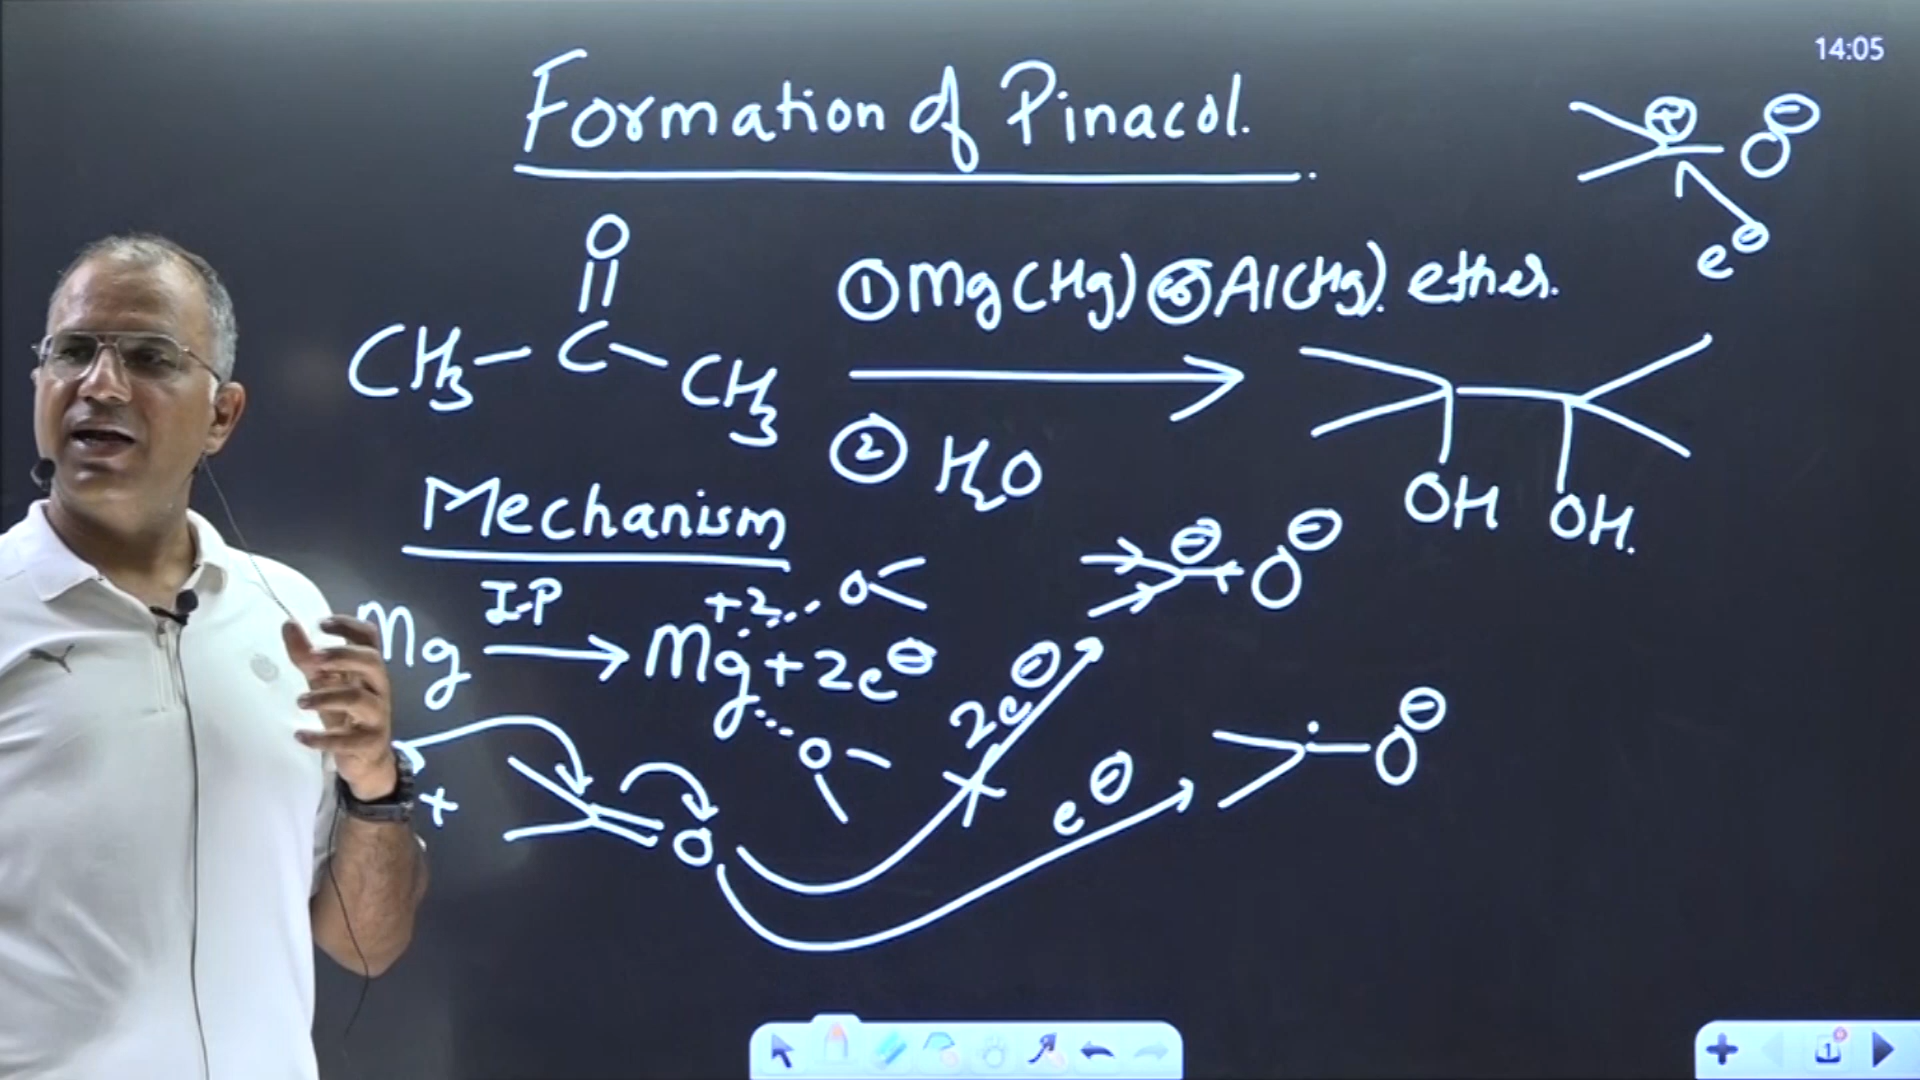 14:05
Formation of Pinacol.
O
① Mg(Hg) or Al(Hg). ether.
CH3 - C - CH3
② H2O
OH OH.
Mechanism
I.P
Mg → Mg+2 + 2e⊖
O
O
+
O
2e⊖
⊖ O⊖
e⊖
O⊖
⊕ O⊖
e⊖
1